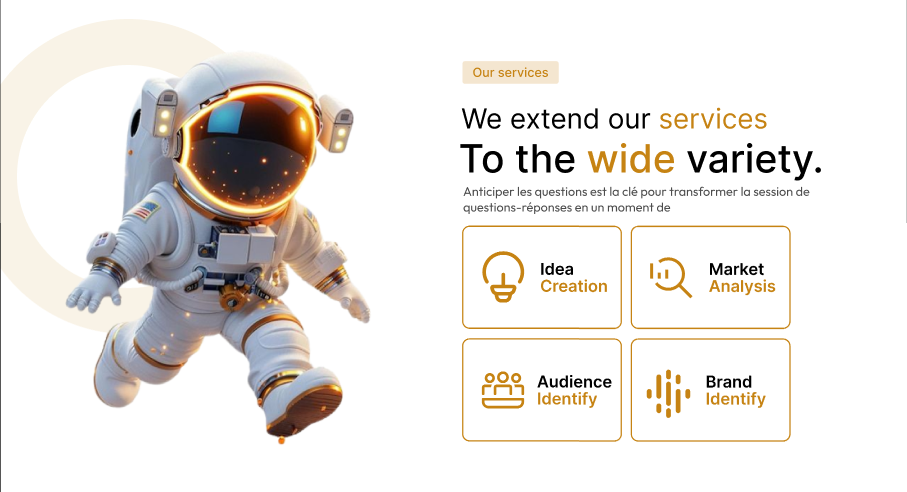 Our services
We extend our services
To the wide variety.
Anticiper les questions est la clé pour transformer la session de
questions-réponses en un moment de
Idea
Creation
Market
Analysis
Audience
Identify
Brand
Identify